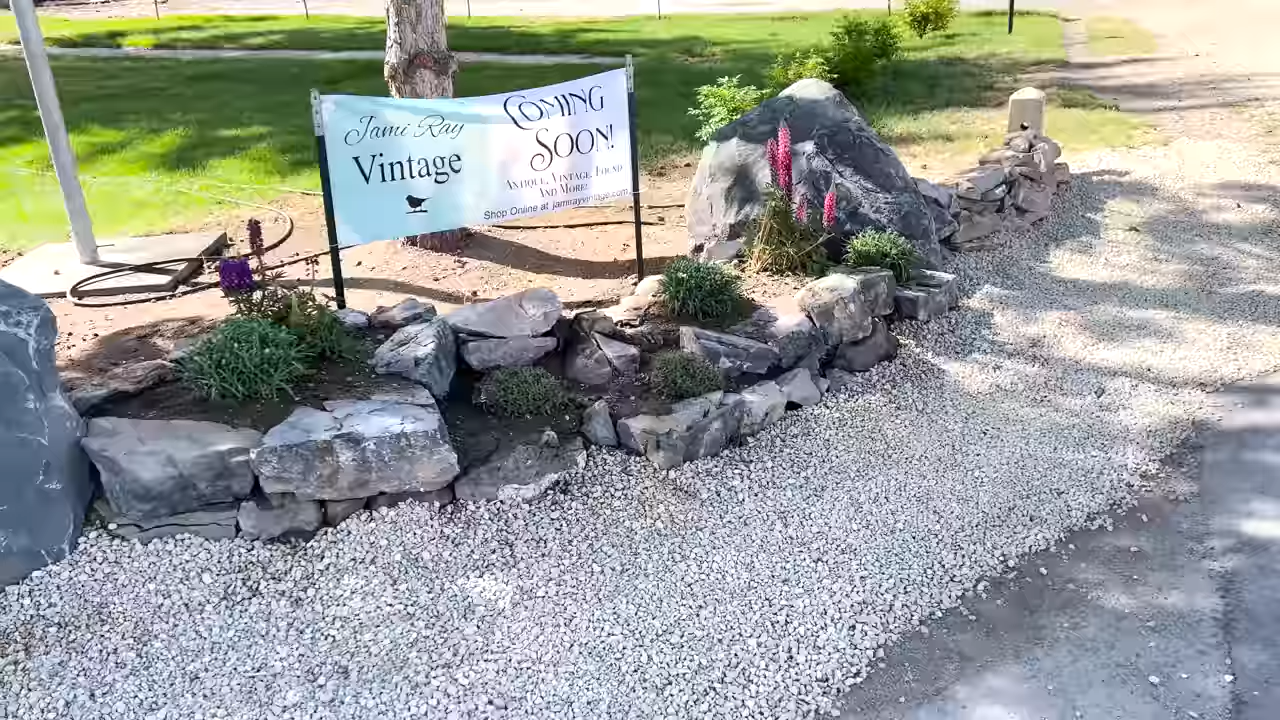 Jami Ray
Vintage
Coming
Soon!
Antique, Vintage, Found
And More!
Shop Online at jamirayvintage.com